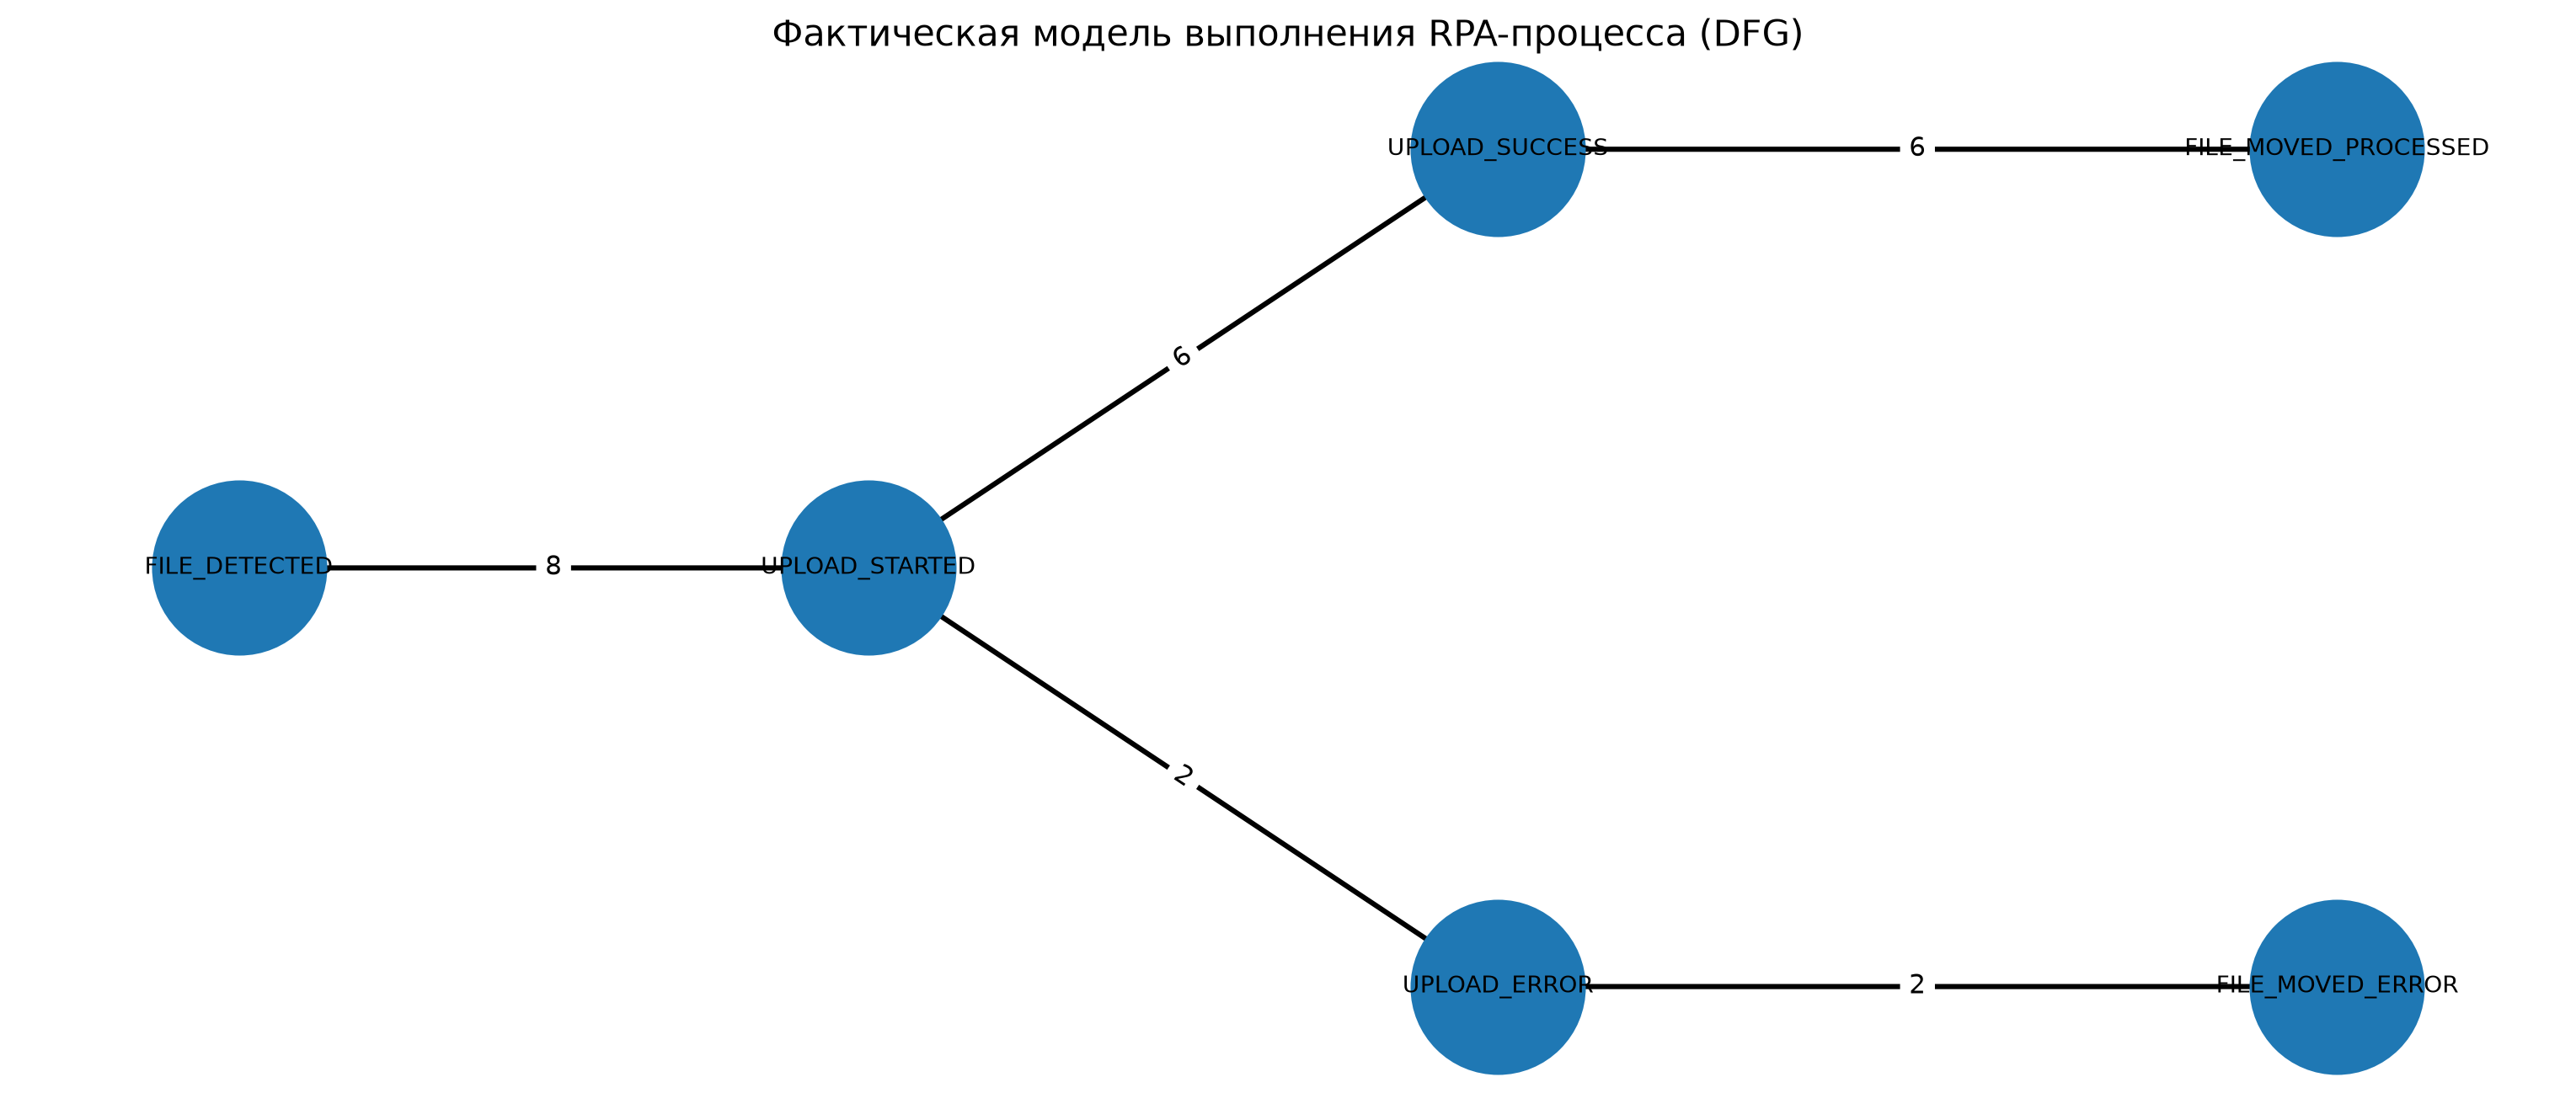 Фактическая модель выполнения RPA-процесса (DFG)
UPLOAD_SUCCESS
6
FILE_MOVED_PROCESSED
6
FILE_DETECTED
8
UPLOAD_STARTED
2
UPLOAD_ERROR
2
FILE_MOVED_ERROR